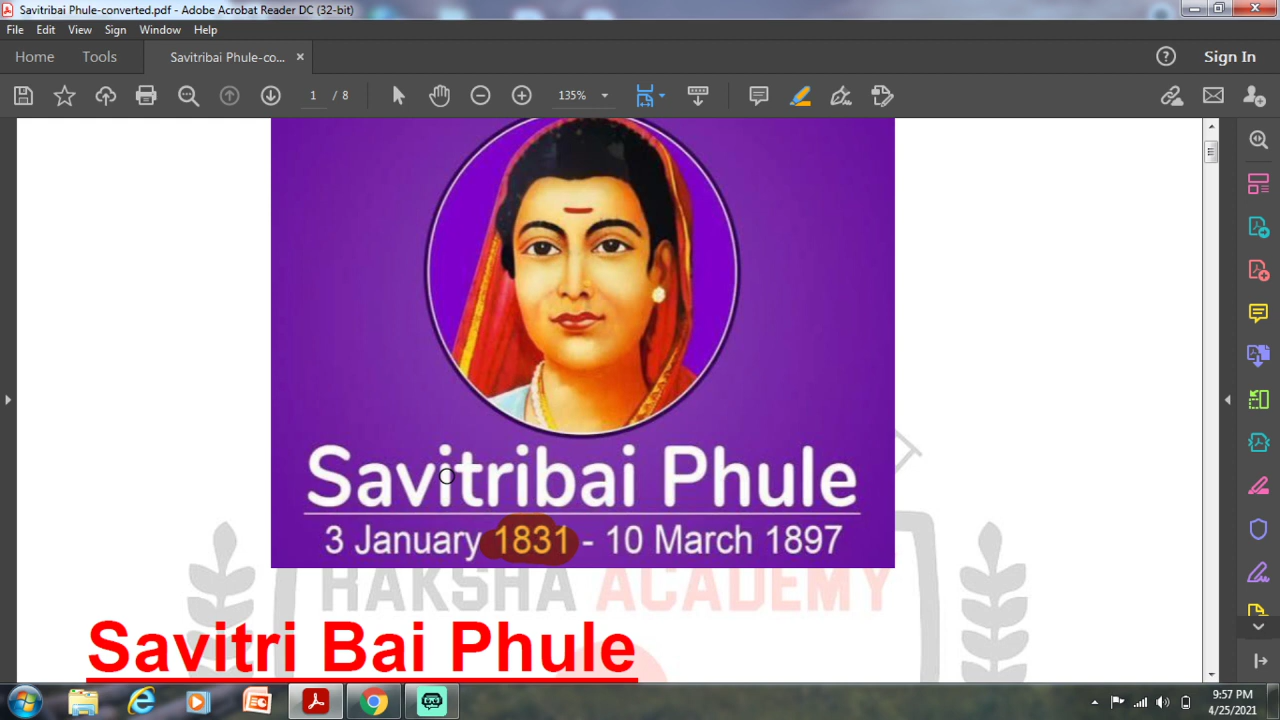 Savitribai Phule-converted.pdf - Adobe Acrobat Reader DC (32-bit)
File Edit View Sign Window Help
Home Tools Savitribai Phule-co... × Sign In
1 / 8 135%
Savitribai Phule
3 January 1831 - 10 March 1897
RAKSHA ACADEMY
Savitri Bai Phule
9:57 PM
4/25/2021